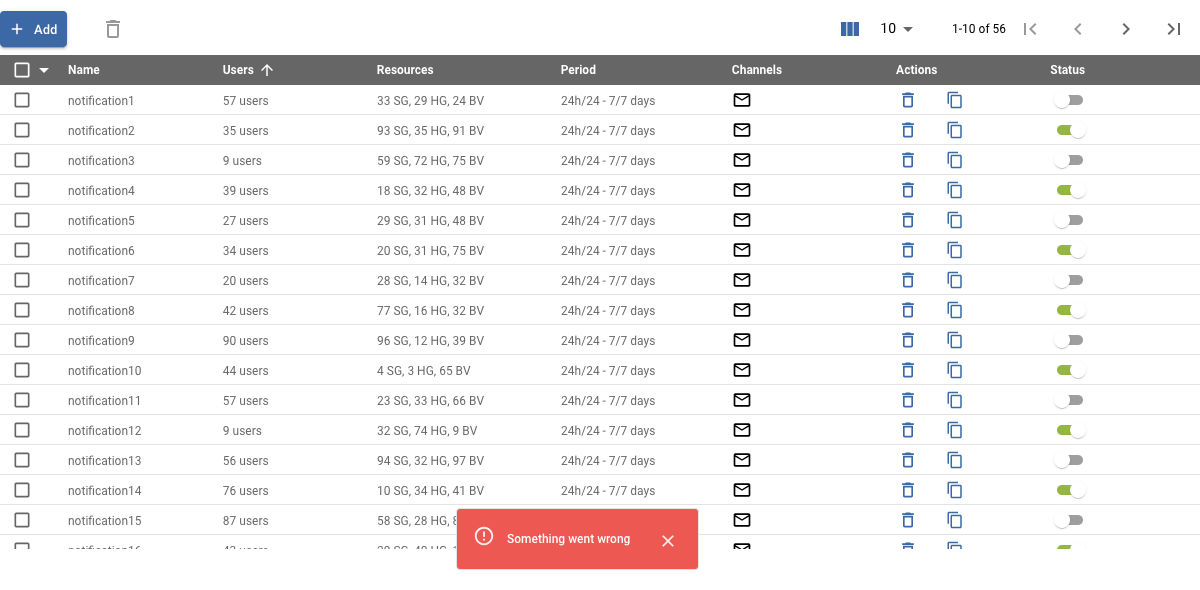 Add 10 1-10 of 56
Name Users Resources Period Channels Actions Status
notification1 57 users 33 SG, 29 HG, 24 BV 24h/24 - 7/7 days
notification2 35 users 93 SG, 35 HG, 91 BV 24h/24 - 7/7 days
notification3 9 users 59 SG, 72 HG, 75 BV 24h/24 - 7/7 days
notification4 39 users 18 SG, 32 HG, 48 BV 24h/24 - 7/7 days
notification5 27 users 29 SG, 31 HG, 48 BV 24h/24 - 7/7 days
notification6 34 users 20 SG, 31 HG, 75 BV 24h/24 - 7/7 days
notification7 20 users 28 SG, 14 HG, 32 BV 24h/24 - 7/7 days
notification8 42 users 77 SG, 16 HG, 32 BV 24h/24 - 7/7 days
notification9 90 users 96 SG, 12 HG, 39 BV 24h/24 - 7/7 days
notification10 44 users 4 SG, 3 HG, 65 BV 24h/24 - 7/7 days
notification11 57 users 23 SG, 33 HG, 66 BV 24h/24 - 7/7 days
notification12 9 users 32 SG, 74 HG, 9 BV 24h/24 - 7/7 days
notification13 56 users 94 SG, 32 HG, 97 BV 24h/24 - 7/7 days
notification14 76 users 10 SG, 34 HG, 41 BV 24h/24 - 7/7 days
notification15 87 users 58 SG, 28 HG,
Something went wrong